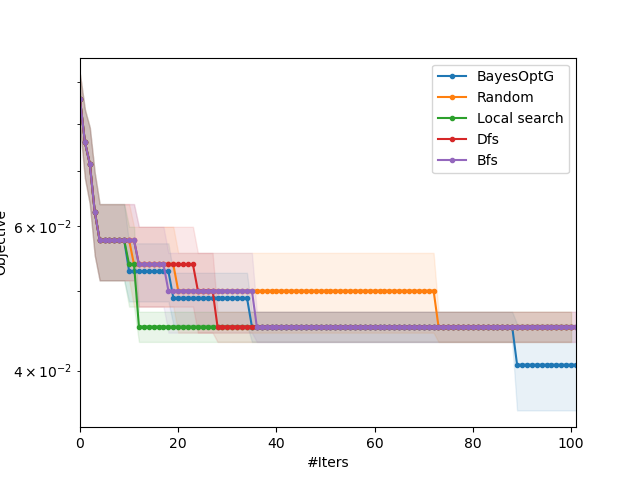 BayesOptG
Random
Local search
Dfs
Bfs
Objective
6 × 10⁻²
4 × 10⁻²
0 20 40 60 80 100
#Iters